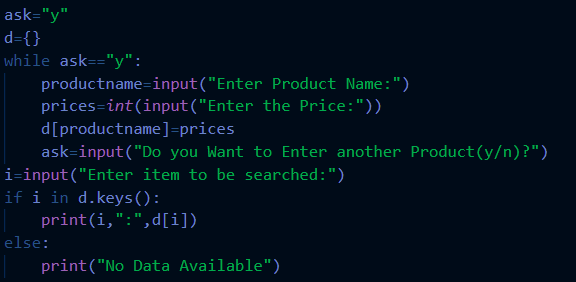 ask="y"
d={}
while ask=="y":
    productname=input("Enter Product Name:")
    prices=int(input("Enter the Price:"))
    d[productname]=prices
    ask=input("Do you Want to Enter another Product(y/n)?")
i=input("Enter item to be searched:")
if i in d.keys():
    print(i,":",d[i])
else:
    print("No Data Available")